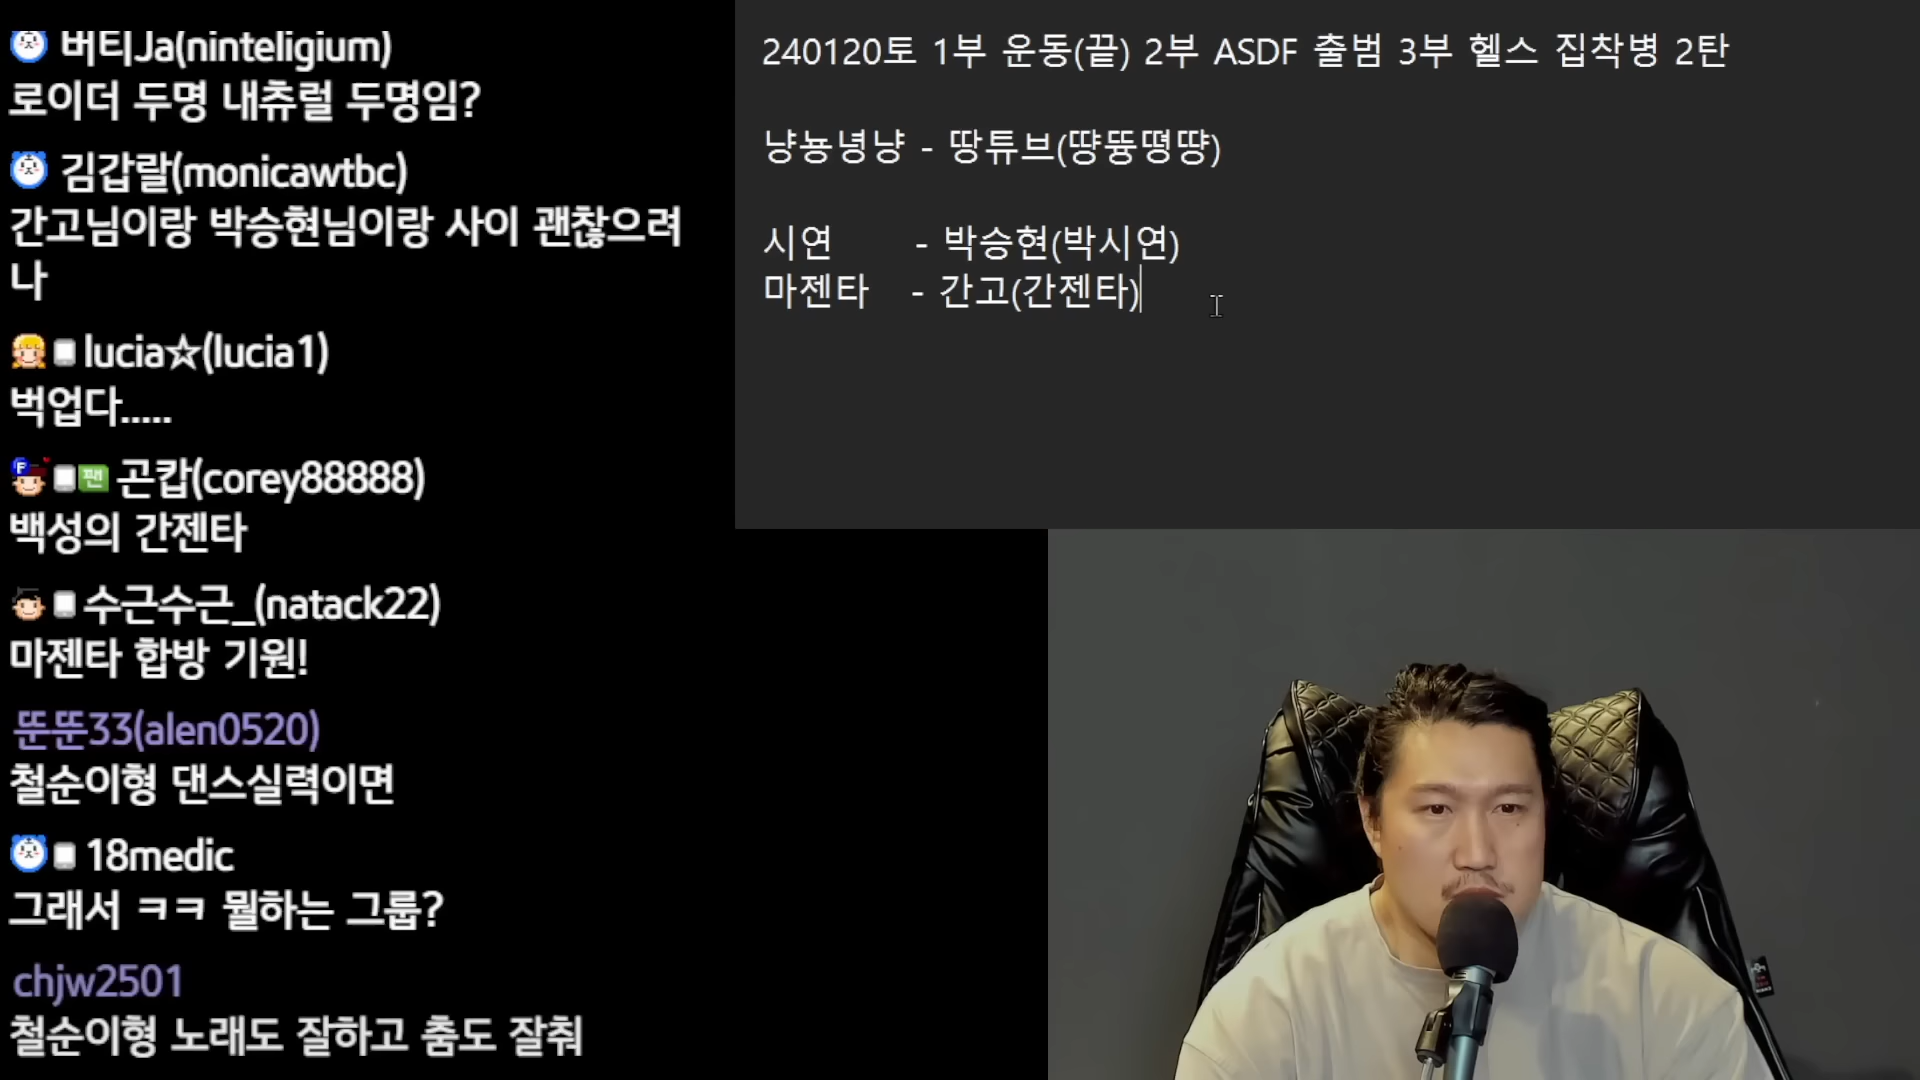 버티Ja(ninteligium)
로이더 두명 내츄럴 두명임?
김갑랄(monicawtbc)
간고님이랑 박승현님이랑 사이 괜찮으려
나
lucia☆(lucia1)
벅업다.....
곤캅(corey88888)
백성의 간젠타
수근수근_(natack22)
마젠타 합방 기원!
뚠뚠33(alen0520)
철순이형 댄스실력이면
18medic
그래서 ㅋㅋ 뭘하는 그룹?
chjw2501
철순이형 노래도 잘하고 춤도 잘춰
240120토 1부 운동(끝) 2부 ASDF 출범 3부 헬스 집착병 2탄
냥뇽녕냥 - 땅튜브(땽뜡뗭땽)
시연 - 박승현(박시연)
마젠타 - 간고(간젠타)